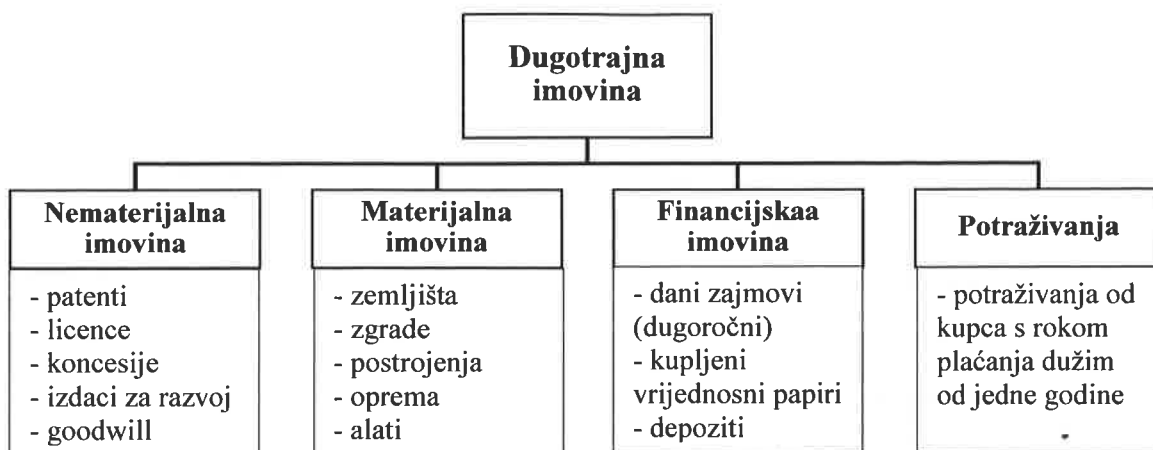 Dugotrajna
imovina
Nematerijalna
imovina
- patenti
- licence
- koncesije
- izdaci za razvoj
- goodwill
Materijalna
imovina
- zemljišta
- zgrade
- postrojenja
- oprema
- alati
Financijskaa
imovina
- dani zajmovi
(dugoročni)
- kupljeni
vrijednosni papiri
- depoziti
Potraživanja
- potraživanja od
kupca s rokom
plaćanja dužim
od jedne godine